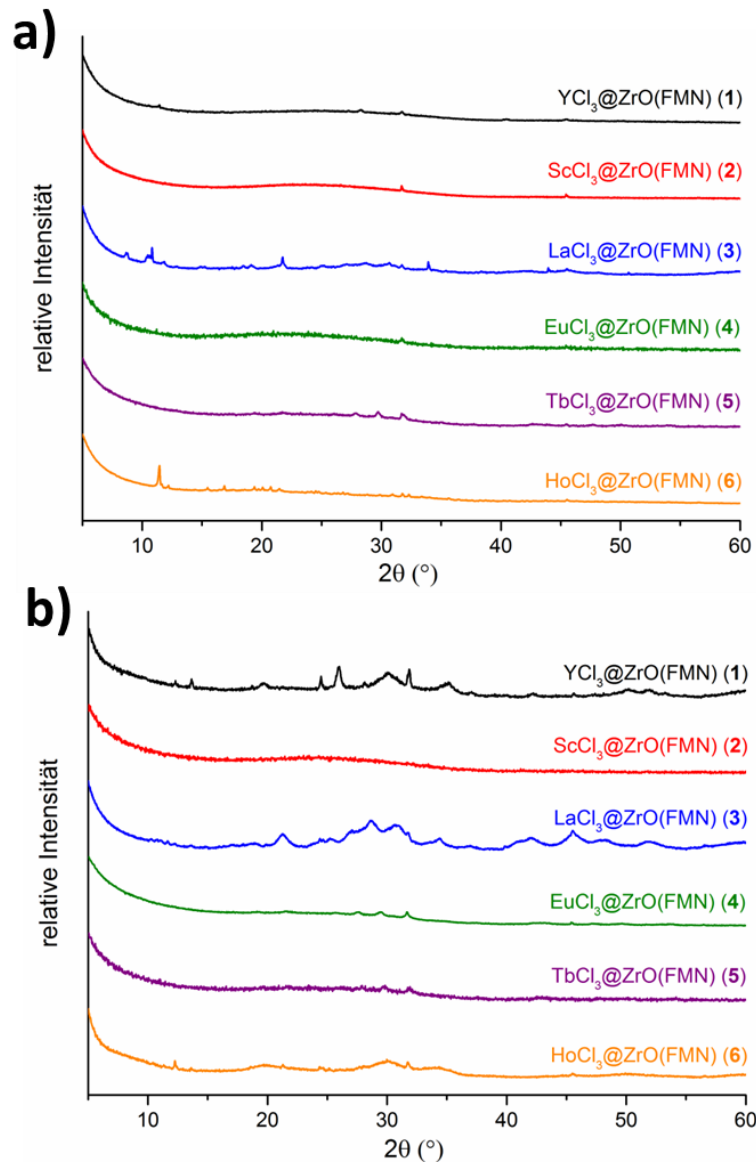 a)
relative Intensität
YCl₃@ZrO(FMN) (1)
ScCl₃@ZrO(FMN) (2)
LaCl₃@ZrO(FMN) (3)
EuCl₃@ZrO(FMN) (4)
TbCl₃@ZrO(FMN) (5)
HoCl₃@ZrO(FMN) (6)
10 20 30 40 50 60
2θ (°)
b)
relative Intensität
YCl₃@ZrO(FMN) (1)
ScCl₃@ZrO(FMN) (2)
LaCl₃@ZrO(FMN) (3)
EuCl₃@ZrO(FMN) (4)
TbCl₃@ZrO(FMN) (5)
HoCl₃@ZrO(FMN) (6)
10 20 30 40 50 60
2θ (°)